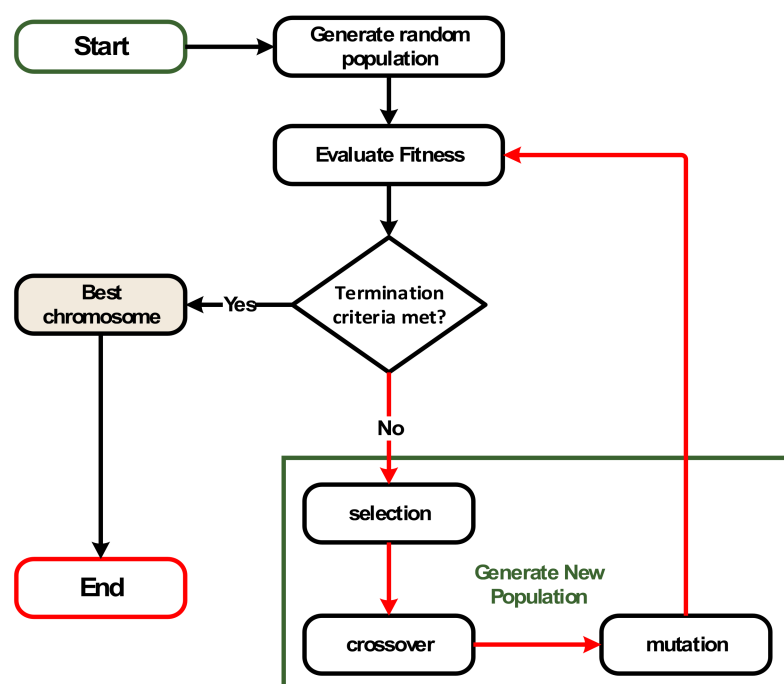 Start
Generate random
population
Evaluate Fitness
Termination
criteria met?
Yes
Best
chromosome
No
selection
Generate New
Population
End
crossover
mutation